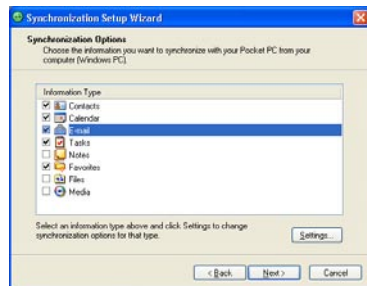 Synchronization Setup Wizard
Synchronization Options
Choose the information you want to synchronize with your Pocket PC from your
computer (Windows PC)
Information Type
Contacts
Calendar
E-mail
Tasks
Notes
Favorites
Files
Media
Select an information type above and click Settings to change
synchronization options for that type.
Settings...
< Back
Next >
Cancel